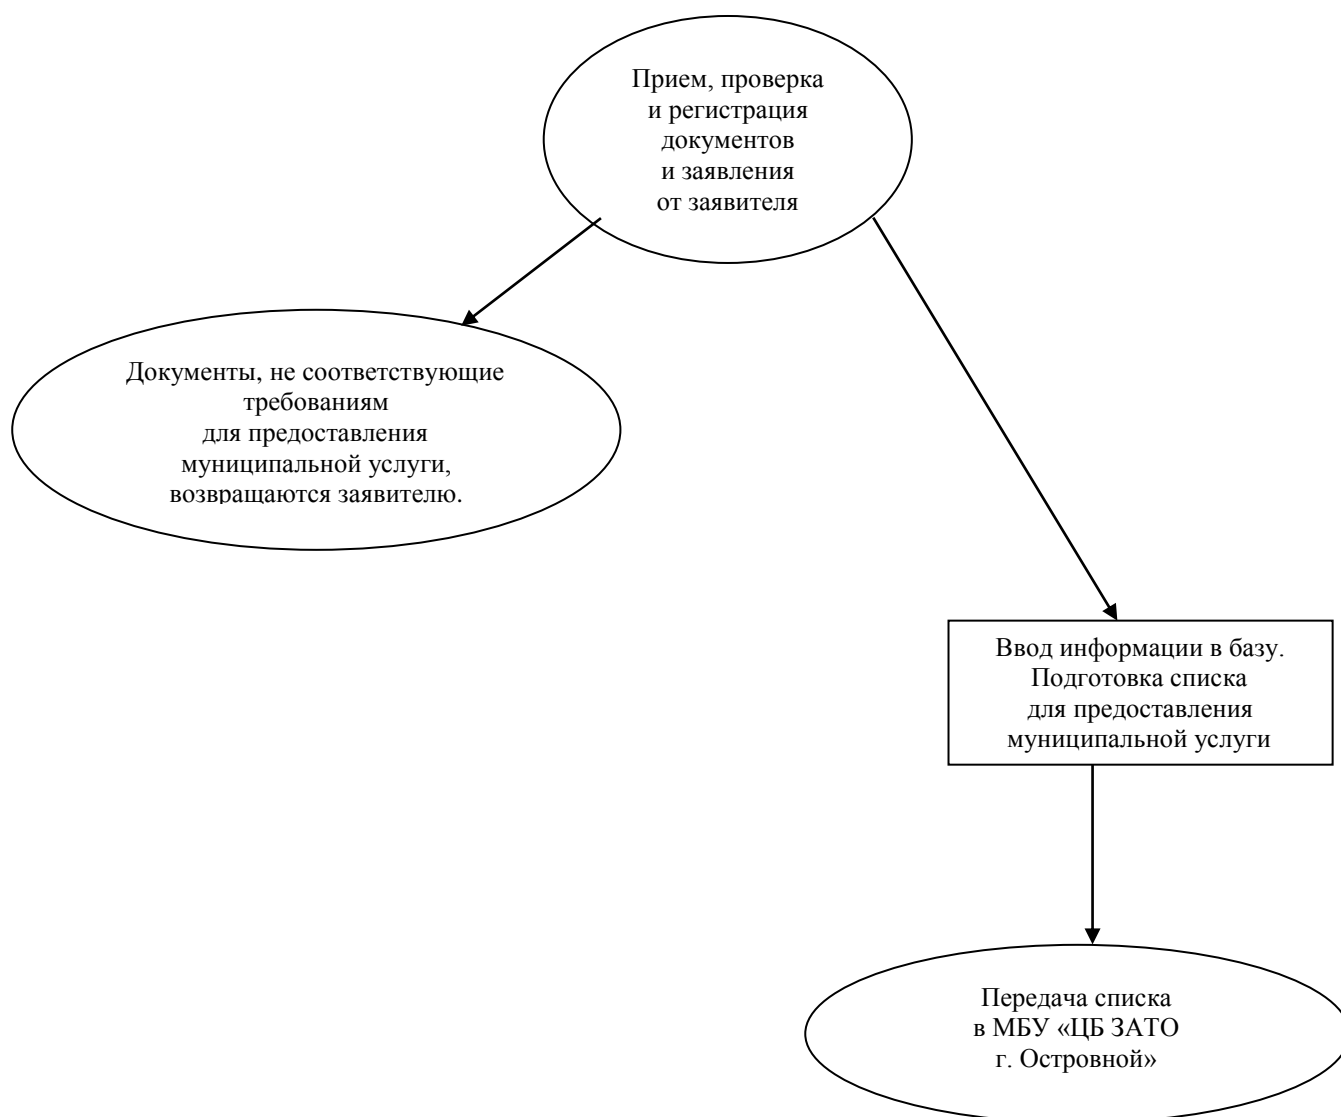 Прием, проверка
и регистрация
документов
и заявления
от заявителя
Документы, не соответствующие
требованиям
для предоставления
муниципальной услуги,
возвращаются заявителю.
Ввод информации в базу.
Подготовка списка
для предоставления
муниципальной услуги
Передача списка
в МБУ «ЦБ ЗАТО
г. Островной»